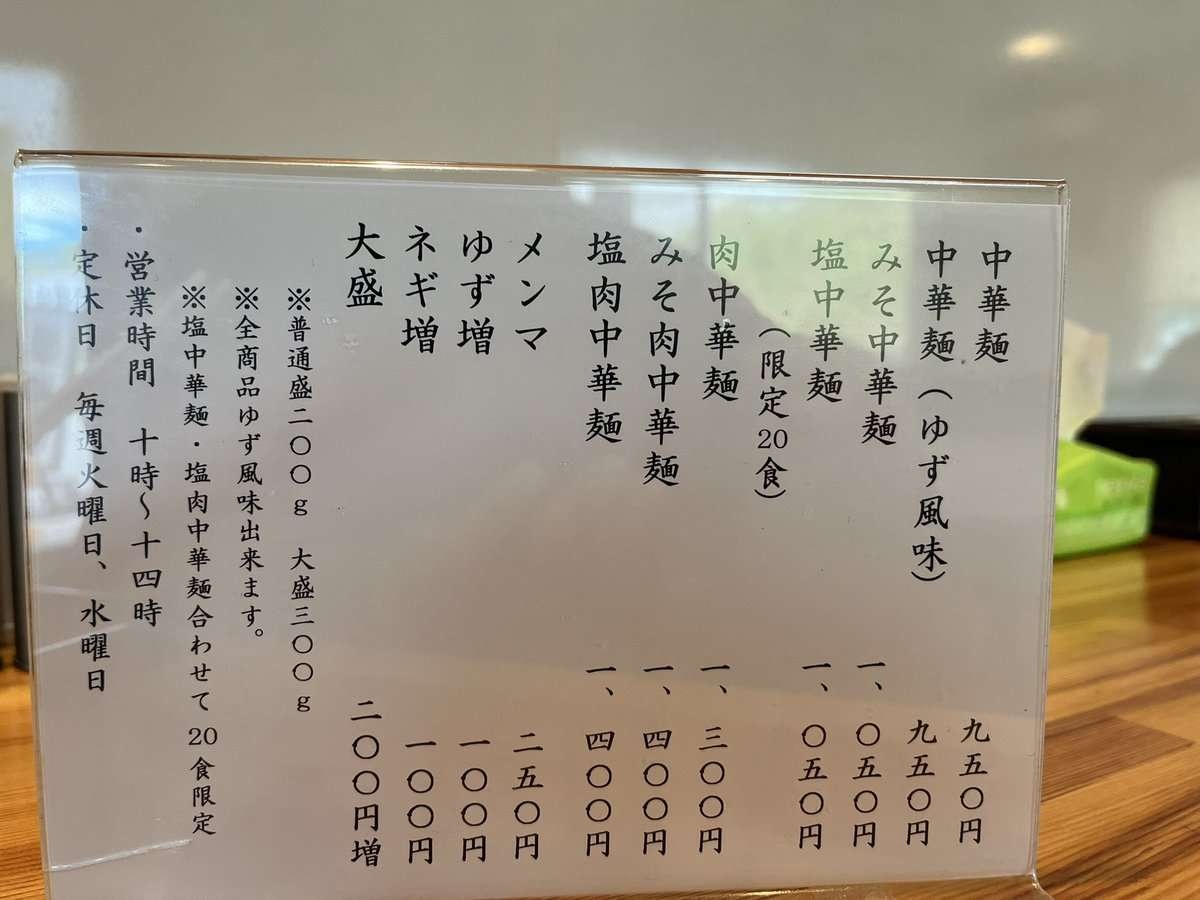 中華麺 九五〇円
中華麺(ゆず風味) 九五〇円
みそ中華麺 一、〇五〇円
塩中華麺 一、〇五〇円
(限定20食)
肉中華麺 一、三〇〇円
みそ肉中華麺 一、四〇〇円
塩肉中華麺 一、四〇〇円
メンマ 二五〇円
ゆず増 一〇〇円
ネギ増 一〇〇円
大盛 二〇〇円増
※普通盛二〇〇g 大盛三〇〇g
※全商品ゆず風味出来ます。
※塩中華麺・塩肉中華麺合わせて20食限定
・営業時間 十時〜十四時
・定休日 毎週火曜日、水曜日